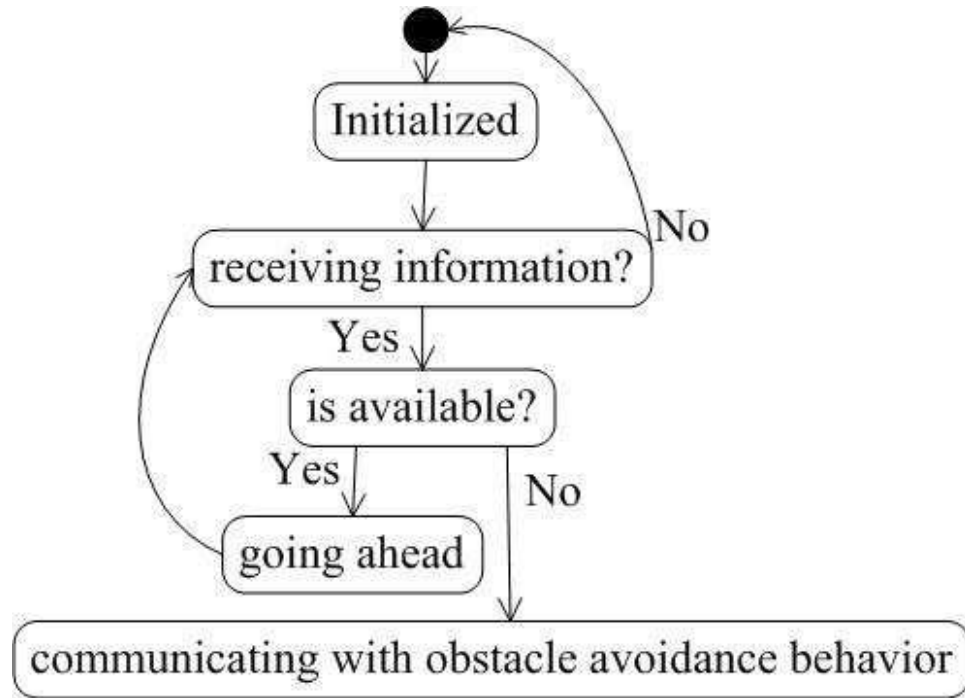 Initialized
No
receiving information?
Yes
is available?
Yes
No
going ahead
communicating with obstacle avoidance behavior